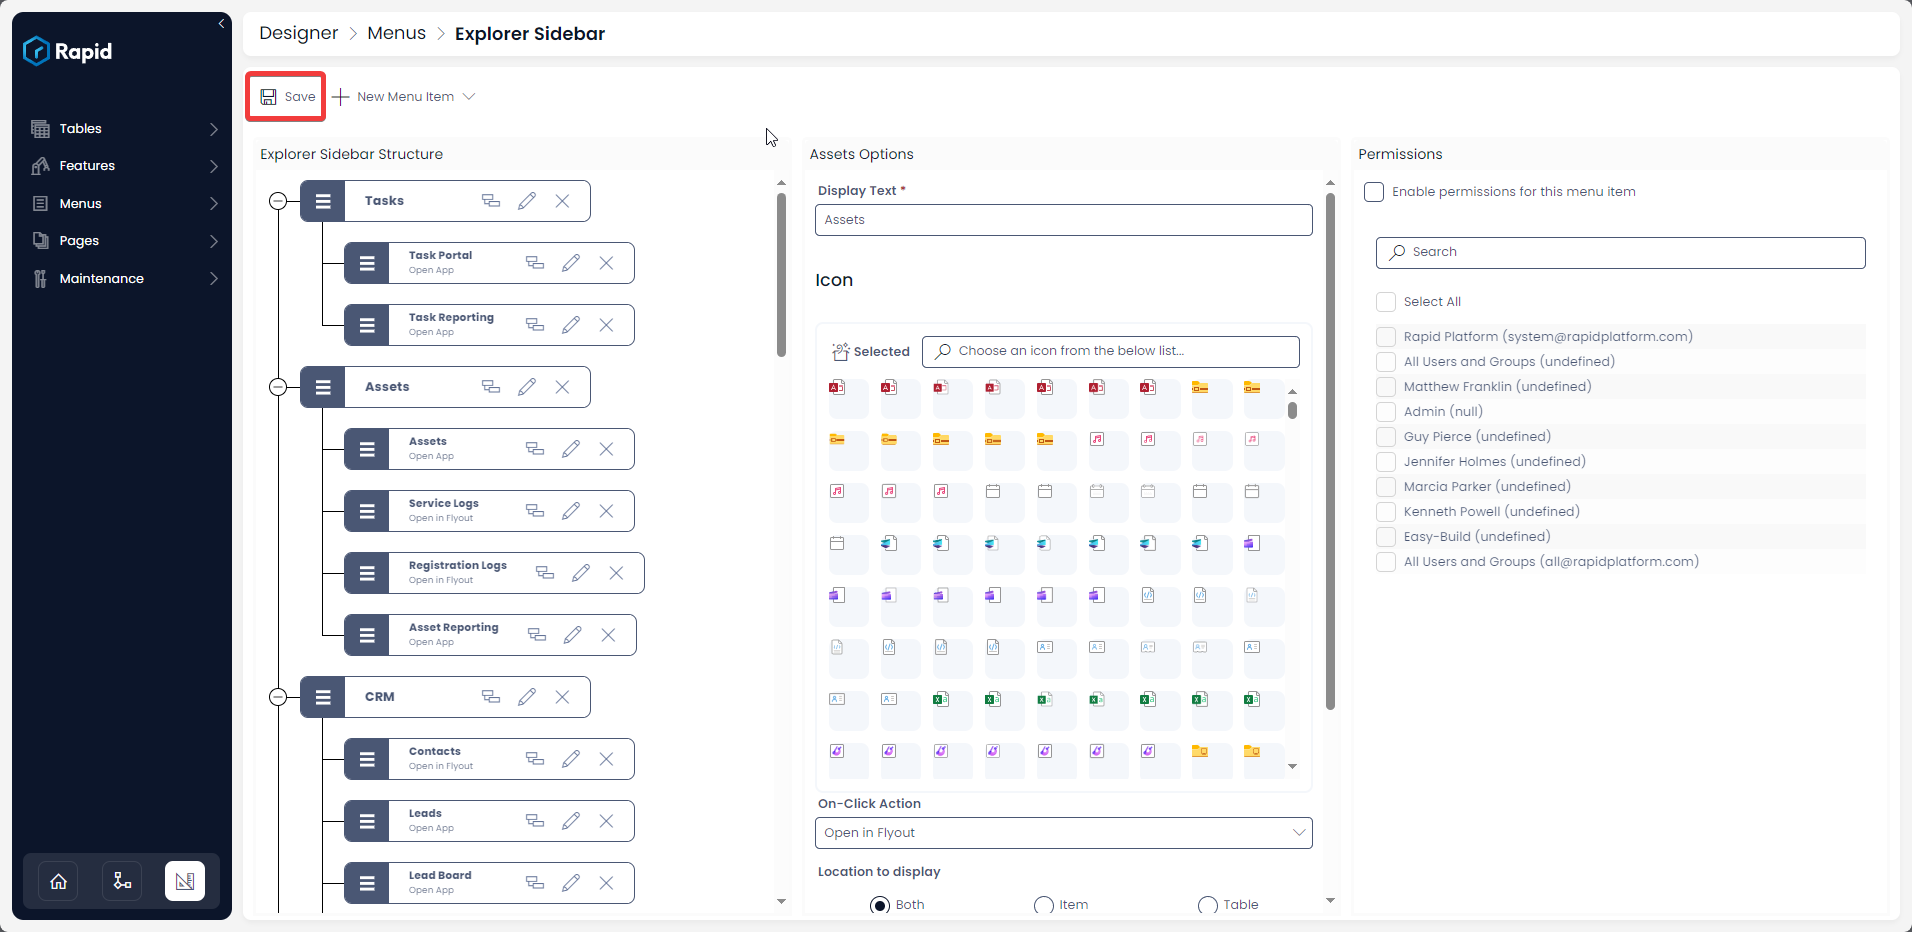 Rapid
Tables
Features
Menus
Pages
Maintenance
Designer > Menus > Explorer Sidebar
Save
New Menu Item
Explorer Sidebar Structure
Tasks
Task Portal
Open App
Task Reporting
Open App
Assets
Assets
Open App
Service Logs
Open in Flyout
Registration Logs
Open in Flyout
Asset Reporting
Open App
CRM
Contacts
Open in Flyout
Leads
Open App
Lead Board
Open App
Assets Options
Display Text *
Assets
Icon
Selected
Choose an icon from the below list...
On-Click Action
Open in Flyout
Location to display
Both
Item
Table
Permissions
Enable permissions for this menu item
Search
Select All
Rapid Platform (system@rapidplatform.com)
All Users and Groups (undefined)
Matthew Franklin (undefined)
Admin (null)
Guy Pierce (undefined)
Jennifer Holmes (undefined)
Marcia Parker (undefined)
Kenneth Powell (undefined)
Easy-Build (undefined)
All Users and Groups (all@rapidplatform.com)